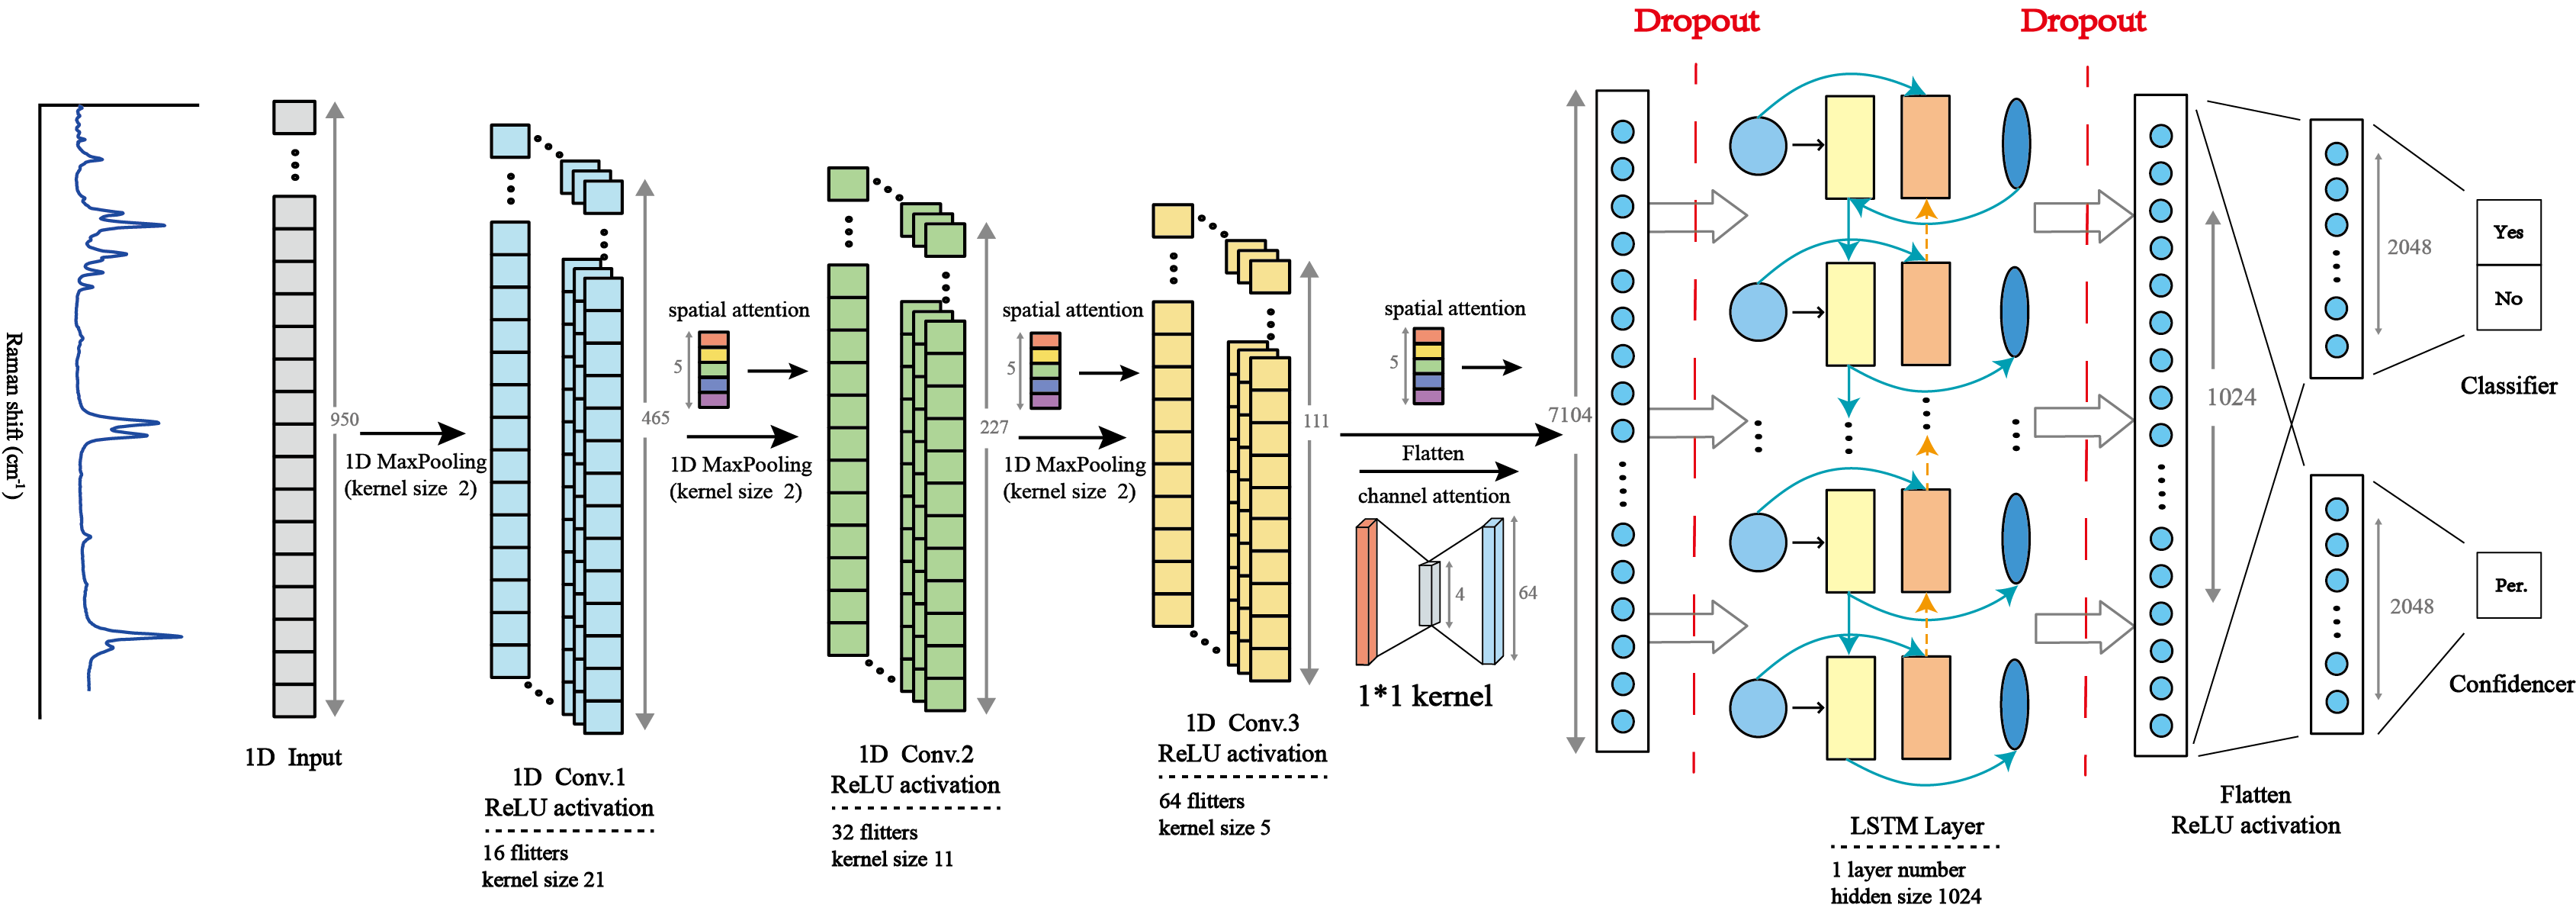 Dropout
Dropout
Raman shift (cm-1)
950
1D Input
1D MaxPooling
(kernel size 2)
465
1D Conv.1
ReLU activation
16 flitters
kernel size 21
spatial attention
5
1D MaxPooling
(kernel size 2)
227
1D Conv.2
ReLU activation
32 flitters
kernel size 11
spatial attention
5
1D MaxPooling
(kernel size 2)
111
1D Conv.3
ReLU activation
64 flitters
kernel size 5
spatial attention
5
Flatten
channel attention
4
64
1*1 kernel
7104
LSTM Layer
1 layer number
hidden size 1024
1024
Flatten
ReLU activation
2048
Yes
No
Classifier
2048
Per.
Confidencer